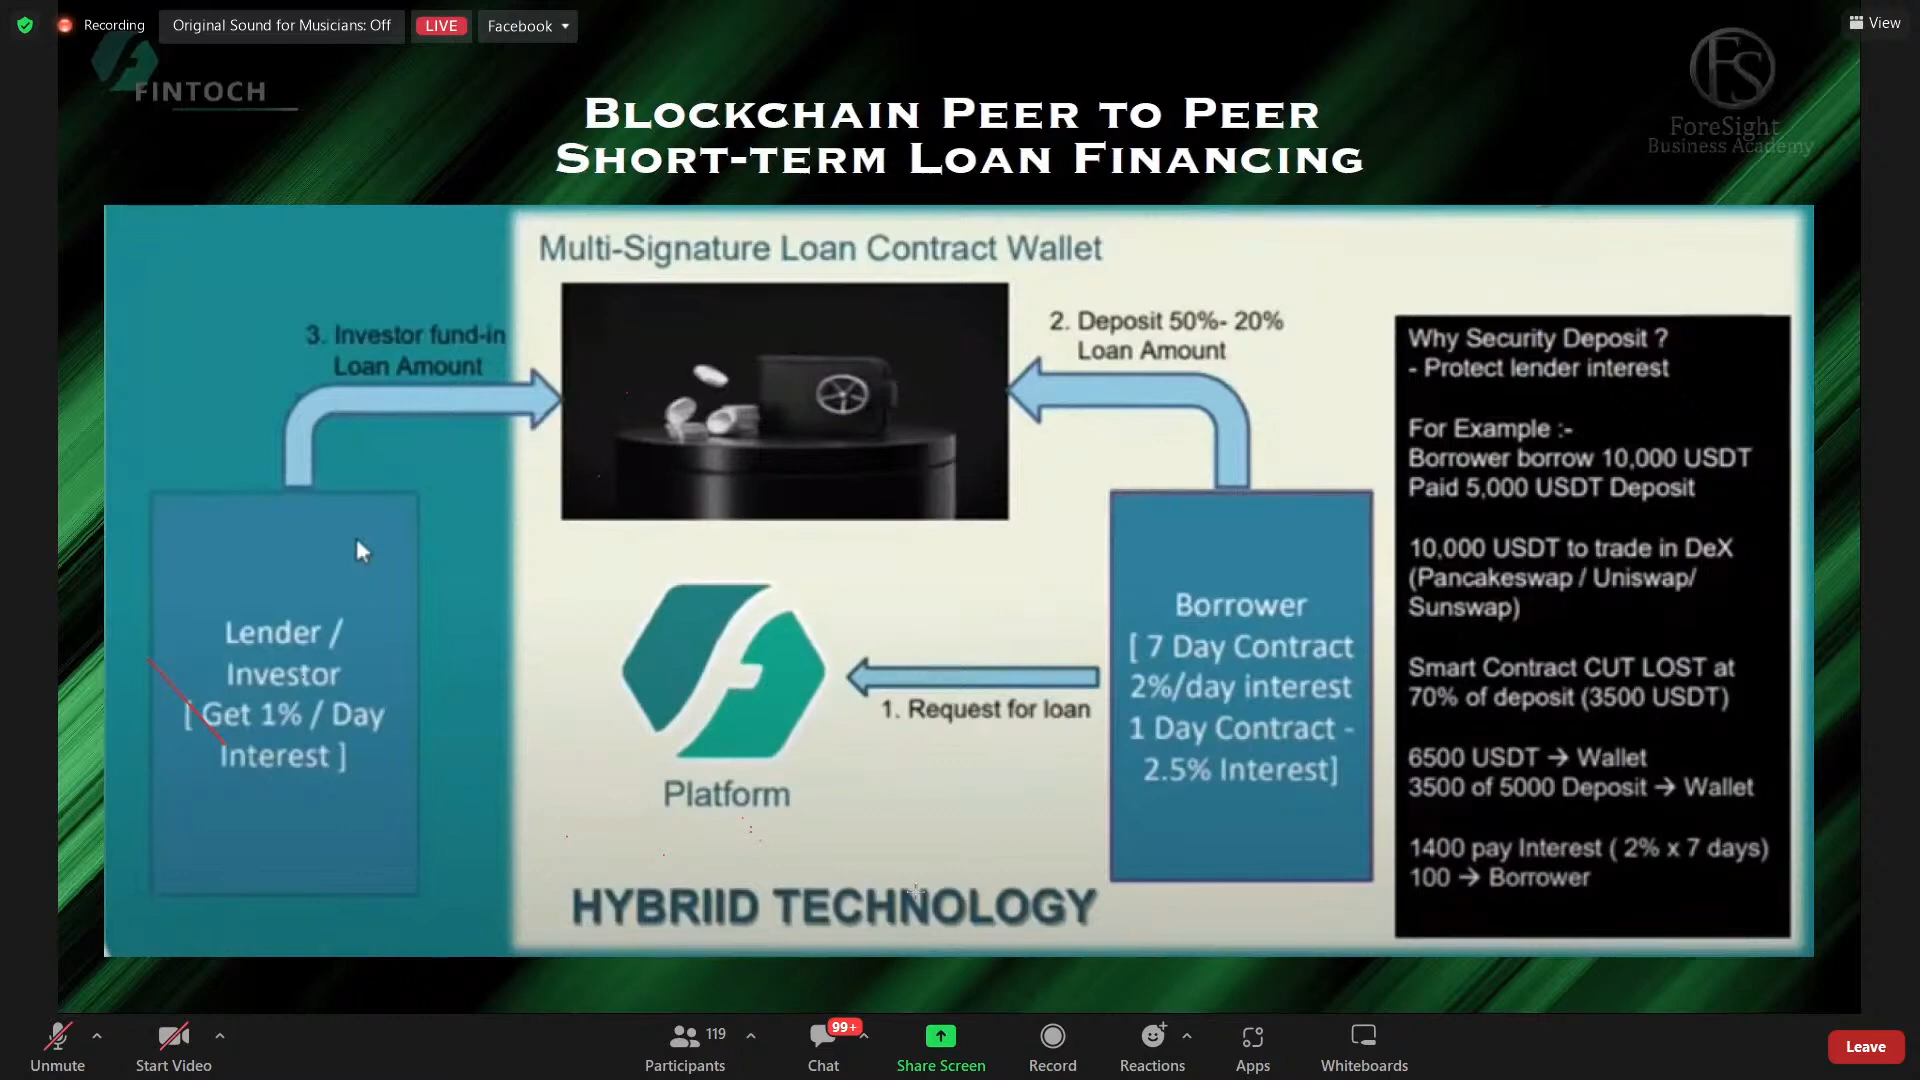 Recording
Original Sound for Musicians: Off
LIVE
Facebook
View
FINTOCH
FS
ForeSight
Business Academy
BLOCKCHAIN PEER TO PEER
SHORT-TERM LOAN FINANCING
Multi-Signature Loan Contract Wallet
3. Investor fund-in
Loan Amount
2. Deposit 50%- 20%
Loan Amount
Lender /
Investor
[ Get 1% / Day
Interest ]
Platform
1. Request for loan
Borrower
[ 7 Day Contract
2%/day interest
1 Day Contract -
2.5% Interest]
HYBRIID TECHNOLOGY
Why Security Deposit ?
- Protect lender interest
For Example :-
Borrower borrow 10,000 USDT
Paid 5,000 USDT Deposit
10,000 USDT to trade in DeX
(Pancakeswap / Uniswap/
Sunswap)
Smart Contract CUT LOST at
70% of deposit (3500 USDT)
6500 USDT → Wallet
3500 of 5000 Deposit → Wallet
1400 pay Interest ( 2% x 7 days)
100 → Borrower
Unmute
Start Video
119
Participants
99+
Chat
Share Screen
Record
Reactions
Apps
Whiteboards
Leave